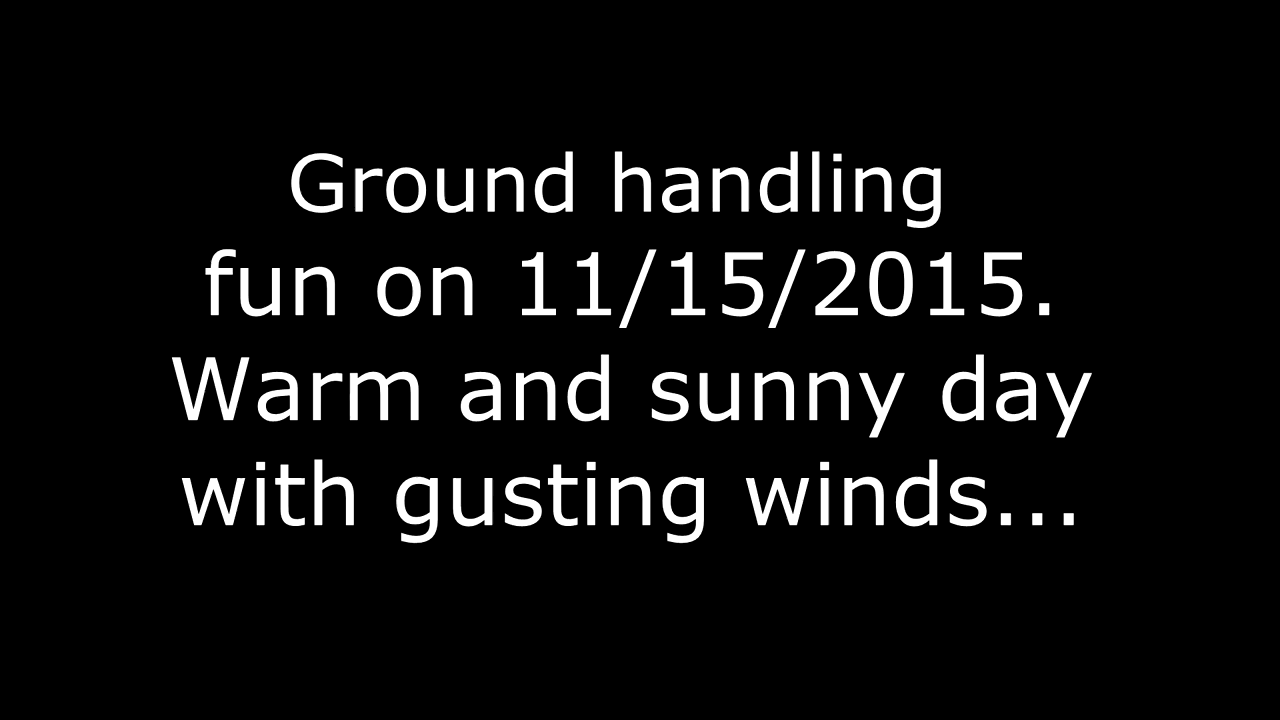 Ground handling
fun on 11/15/2015.
Warm and sunny day
with gusting winds...